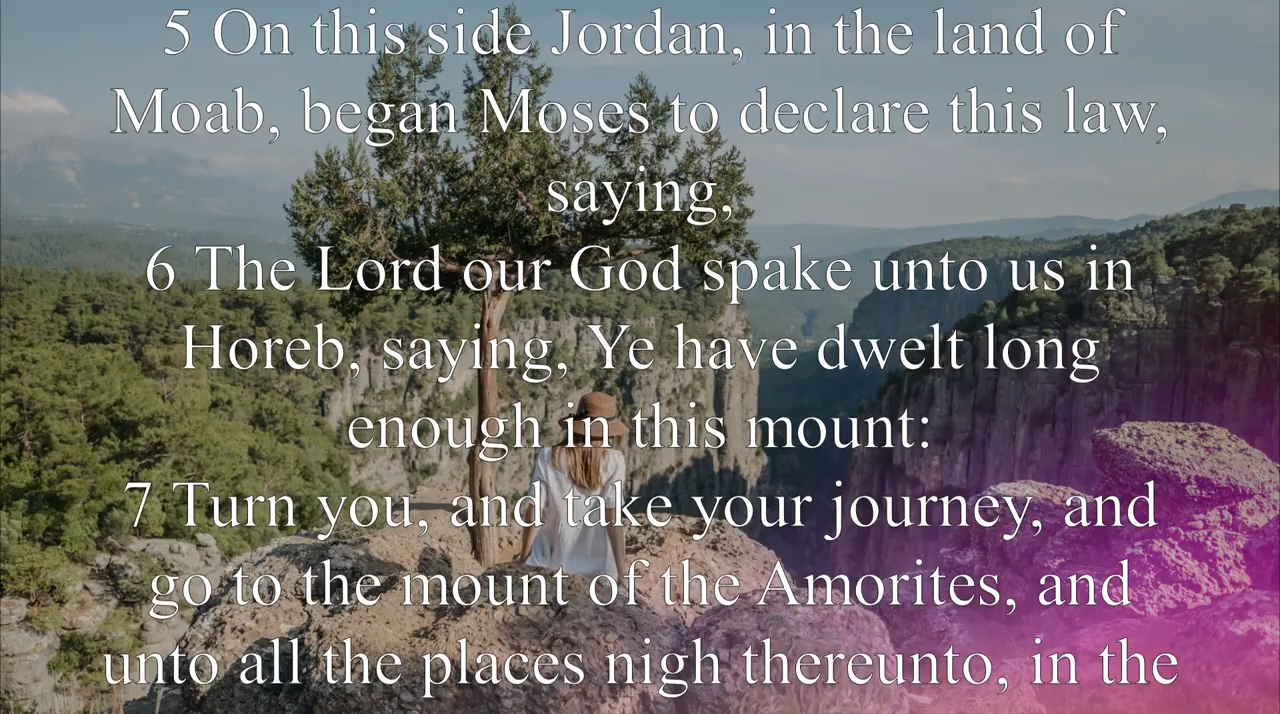 5 On this side Jordan, in the land of
Moab, began Moses to declare this law,
saying,
6 The Lord our God spake unto us in
Horeb, saying, Ye have dwelt long
enough in this mount:
7 Turn you, and take your journey, and
go to the mount of the Amorites, and
unto all the places nigh thereunto, in the